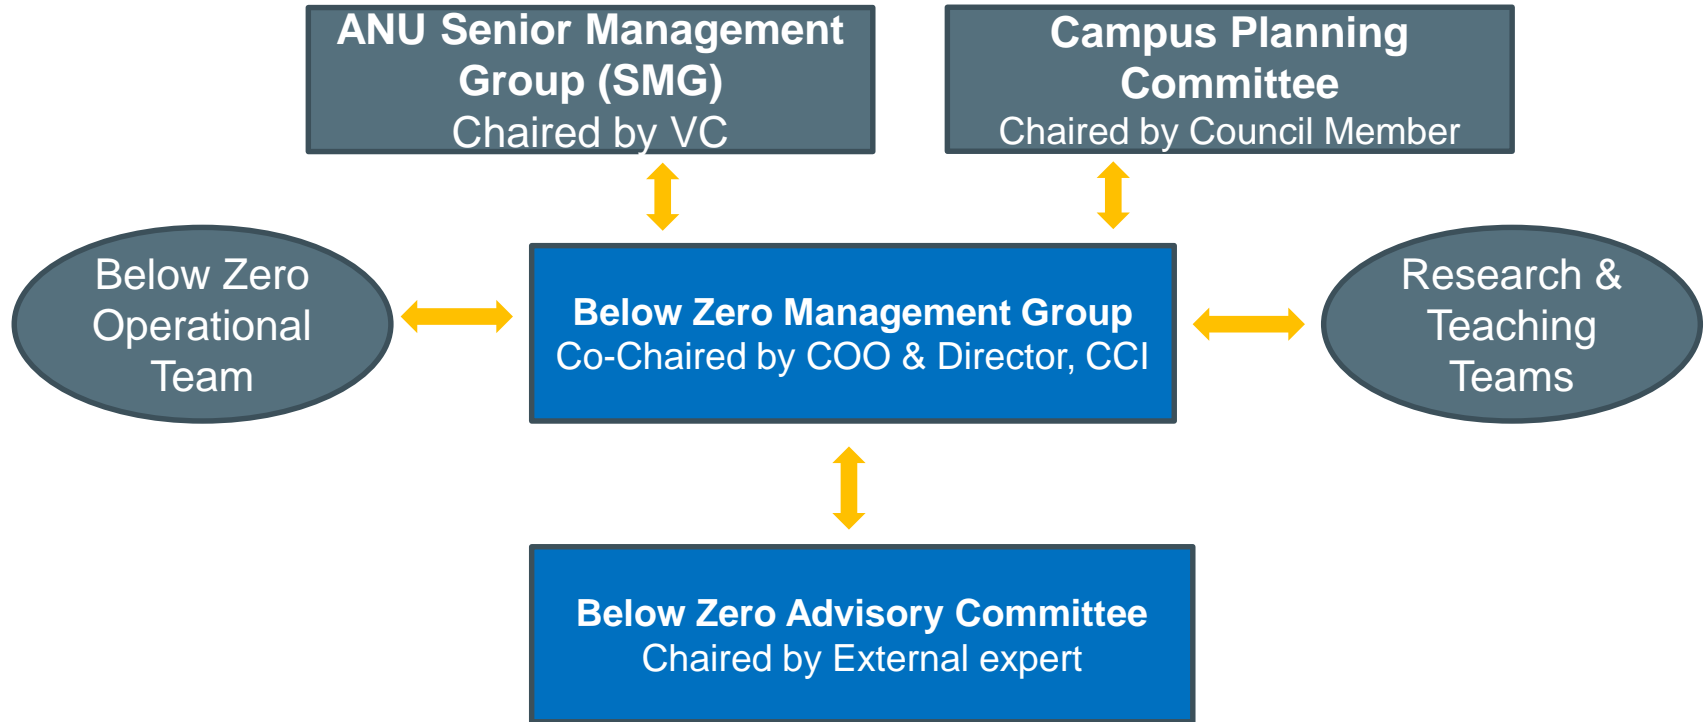 ANU Senior Management
Group (SMG)
Chaired by VC
Campus Planning
Committee
Chaired by Council Member
Below Zero
Operational
Team
Below Zero Management Group
Co-Chaired by COO & Director, CCI
Research &
Teaching
Teams
Below Zero Advisory Committee
Chaired by External expert